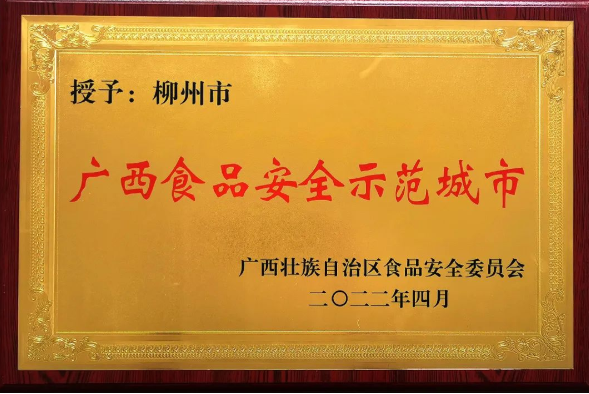 授予：柳州市
广西食品安全示范城市
广西壮族自治区食品安全委员会
二〇二二年四月